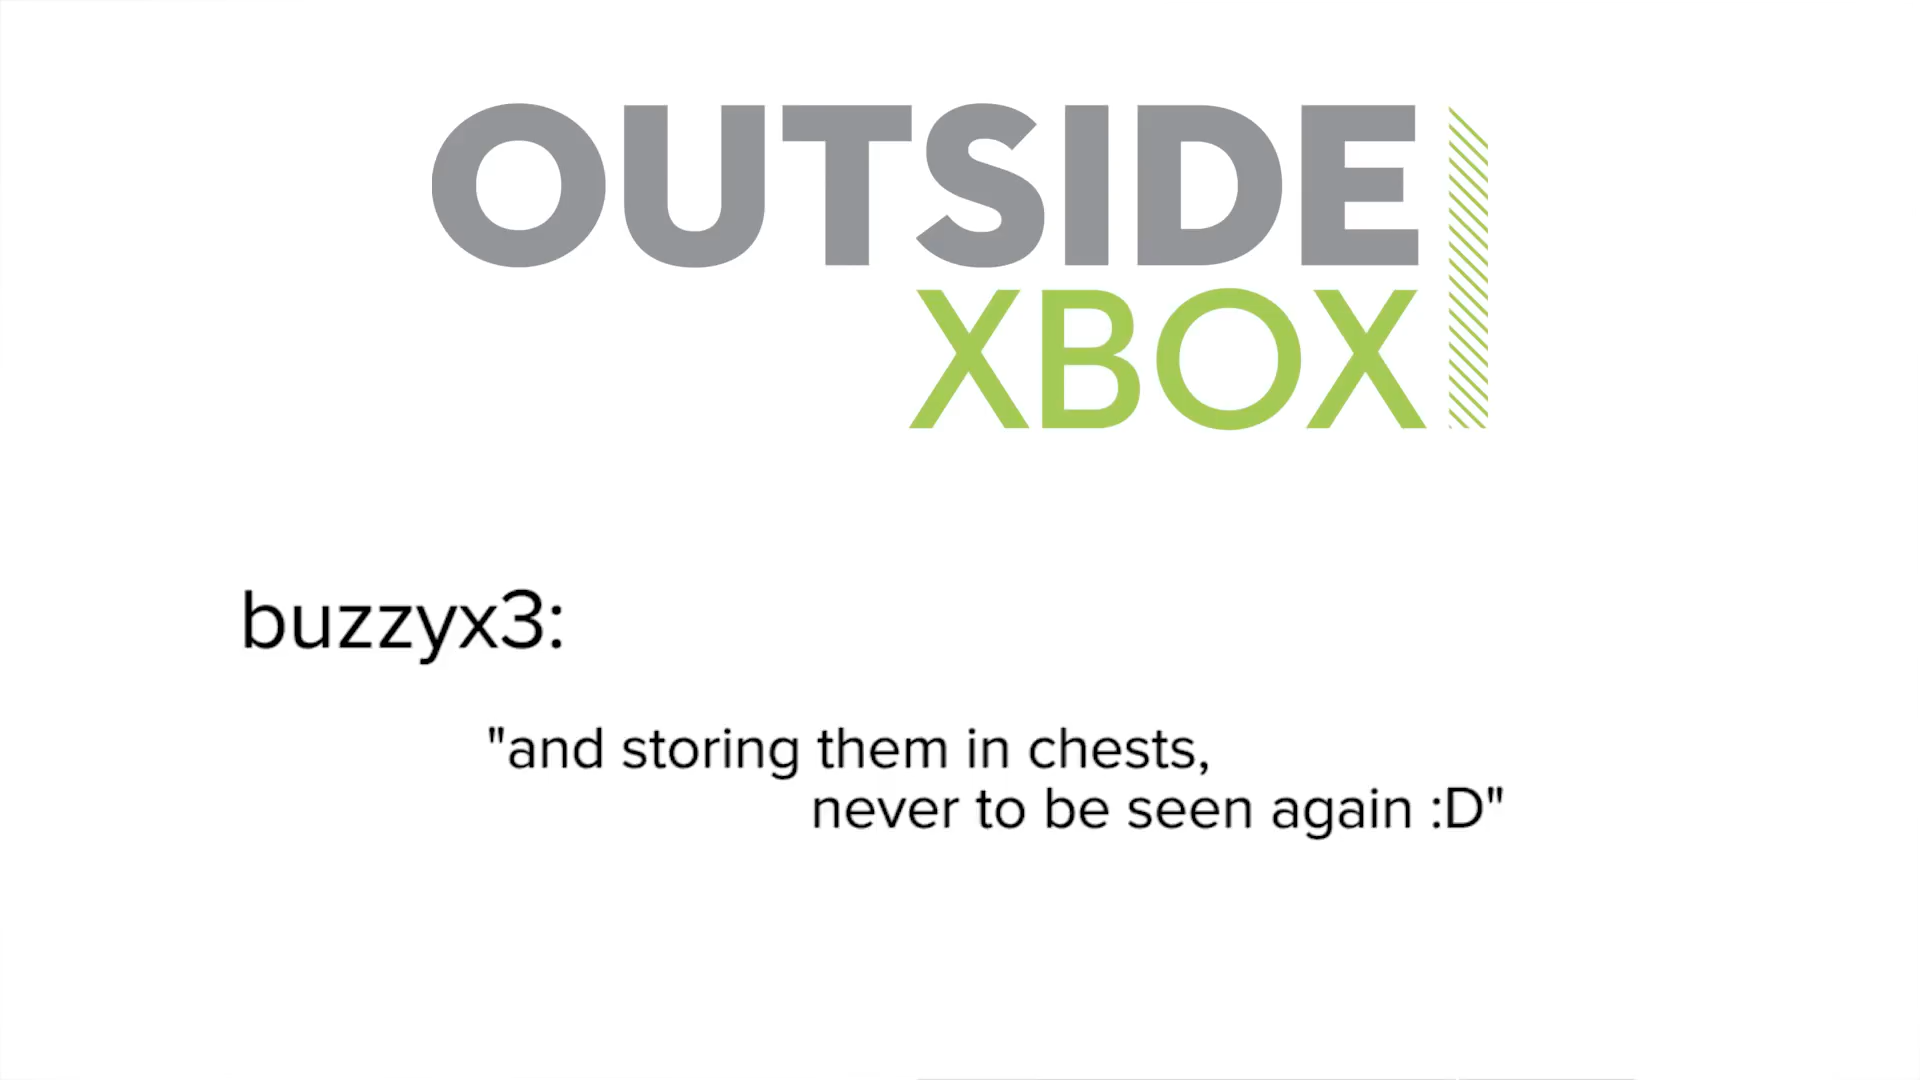 OUTSIDE
XBOX
buzzyx3:
"and storing them in chests,
never to be seen again :D"